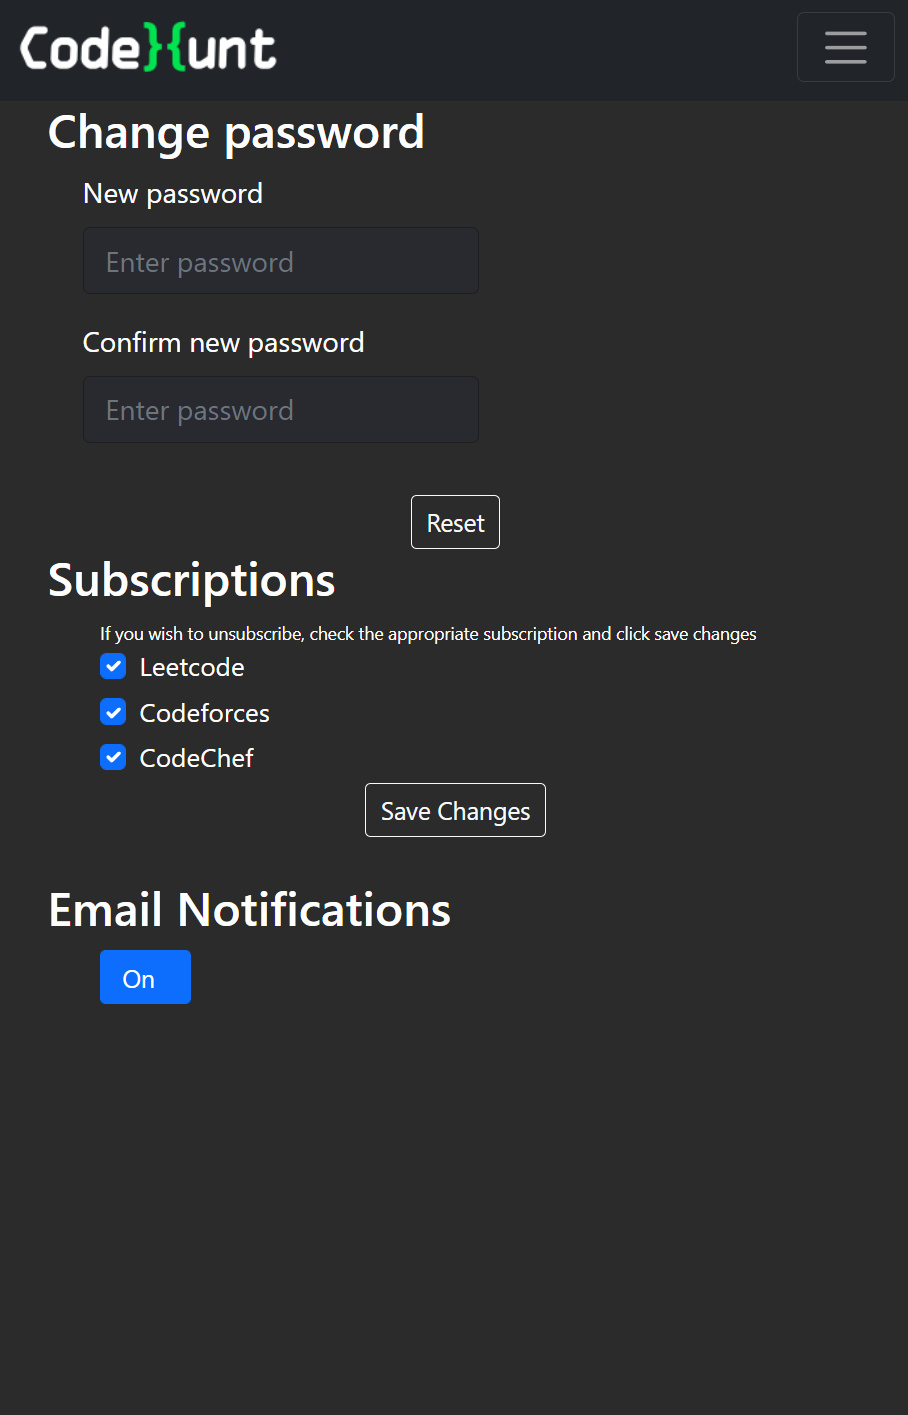 Code}{unt
Change password
New password
Enter password
Confirm new password
Enter password
Reset
Subscriptions
If you wish to unsubscribe, check the appropriate subscription and click save changes
Leetcode
Codeforces
CodeChef
Save Changes
Email Notifications
On